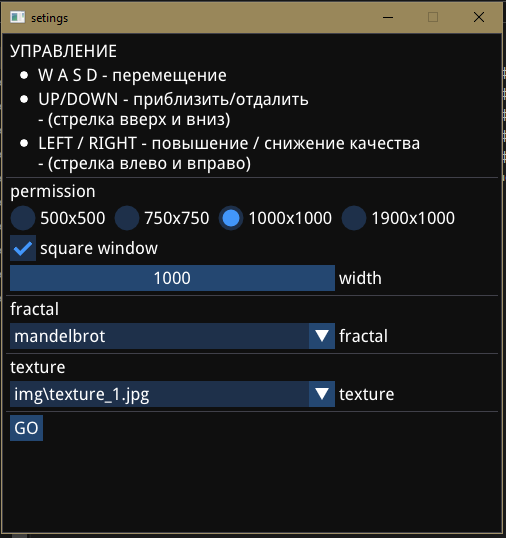 setings
УПРАВЛЕНИЕ
W A S D - перемещение
UP/DOWN - приблизить/отдалить
- (стрелка вверх и вниз)
LEFT / RIGHT - повышение / снижение качества
- (стрелка влево и вправо)
permission
500x500 750x750 1000x1000 1900x1000
square window
1000 width
fractal
mandelbrot fractal
texture
img\texture_1.jpg texture
GO